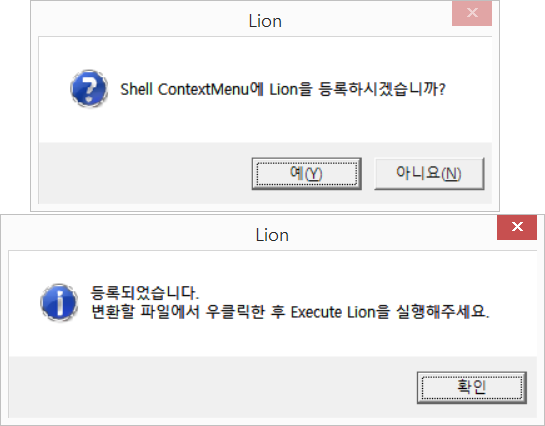 Lion
Shell ContextMenu에 Lion을 등록하시겠습니까?
예(Y)
아니요(N)
Lion
등록되었습니다.
변환할 파일에서 우클릭한 후 Execute Lion을 실행해주세요.
확인